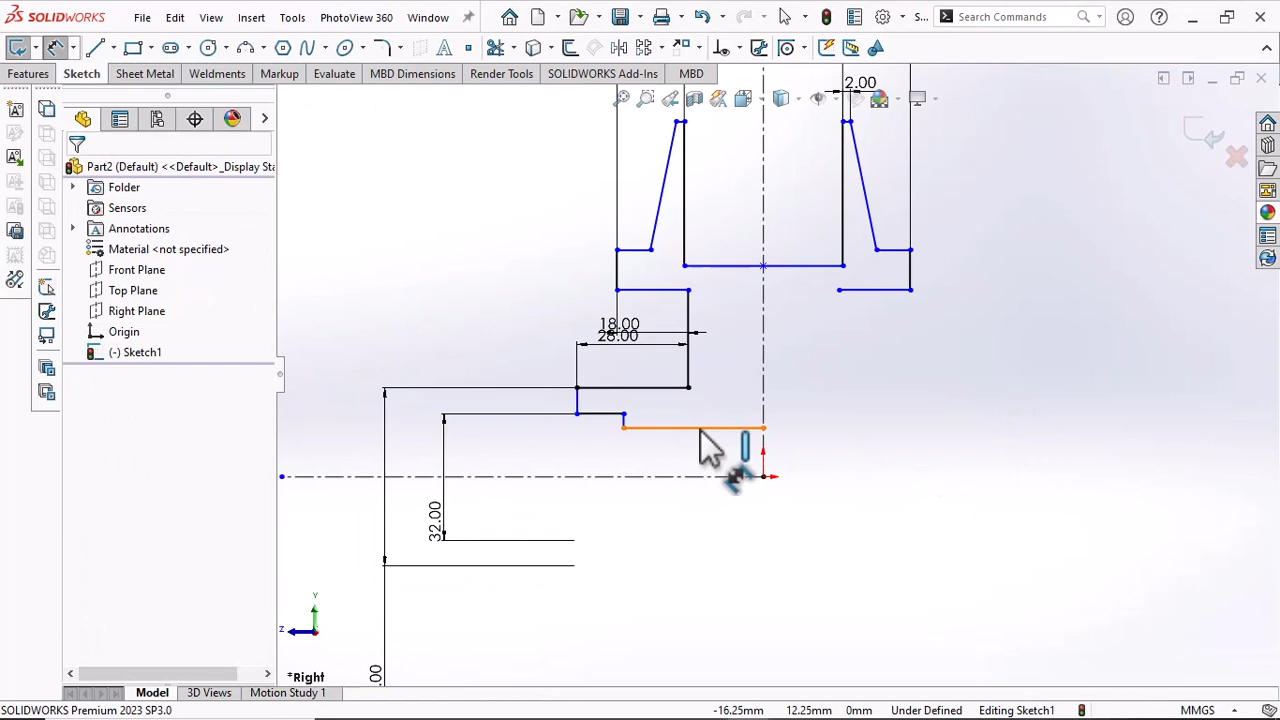 SOLIDWORKS
File
Edit
View
Insert
Tools
PhotoView 360
Window
S...
Search Commands
Features
Sketch
Sheet Metal
Weldments
Markup
Evaluate
MBD Dimensions
Render Tools
SOLIDWORKS Add-Ins
MBD
Part2 (Default) <<Default>_Display Sta
Folder
Sensors
Annotations
Material <not specified>
Front Plane
Top Plane
Right Plane
Origin
(-) Sketch1
2.00
18.00
28.00
32.00
.00
Y
Z
*Right
Model
3D Views
Motion Study 1
SOLIDWORKS Premium 2023 SP3.0
-16.25mm
12.25mm
0mm
Under Defined
Editing Sketch1
MMGS